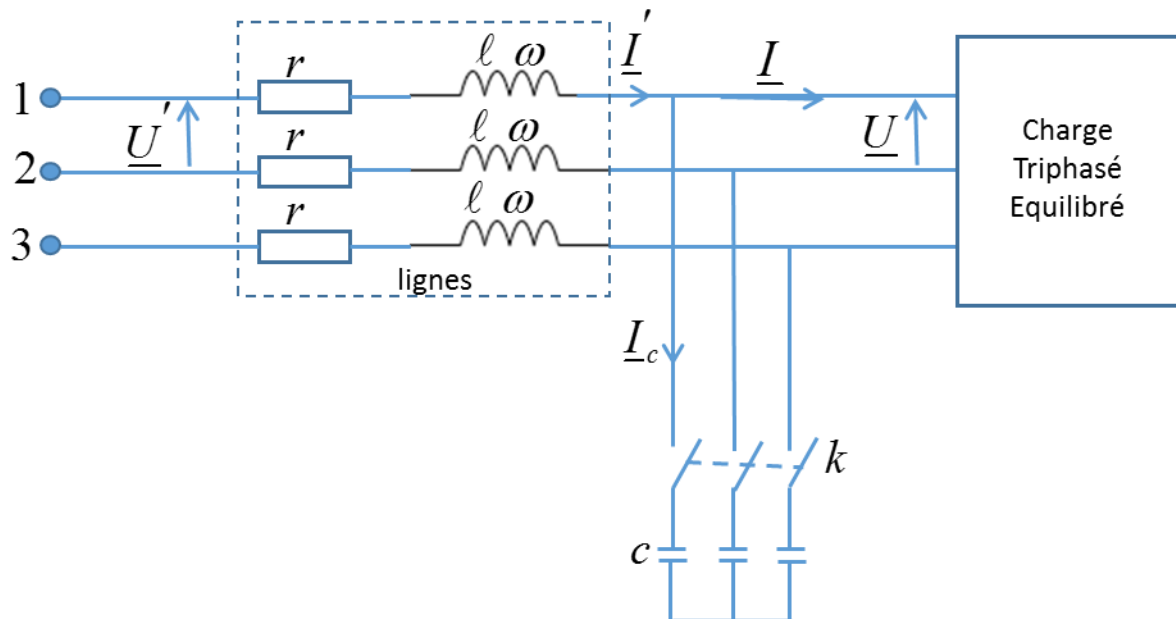 r
ℓ ω
I'
I
1
U'
2
r
ℓ ω
U
3
r
ℓ ω
lignes
Charge
Triphasé
Equilibré
Ic
k
c